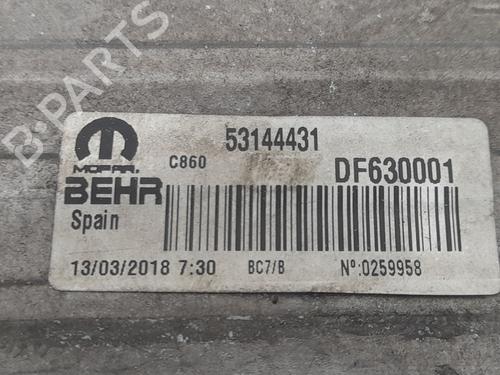 B-PARTS
53144431
C860
DF630001
MOPAR.
BEHR
Spain
13/03/2018 7:30
BC7/B
Nº:0259958